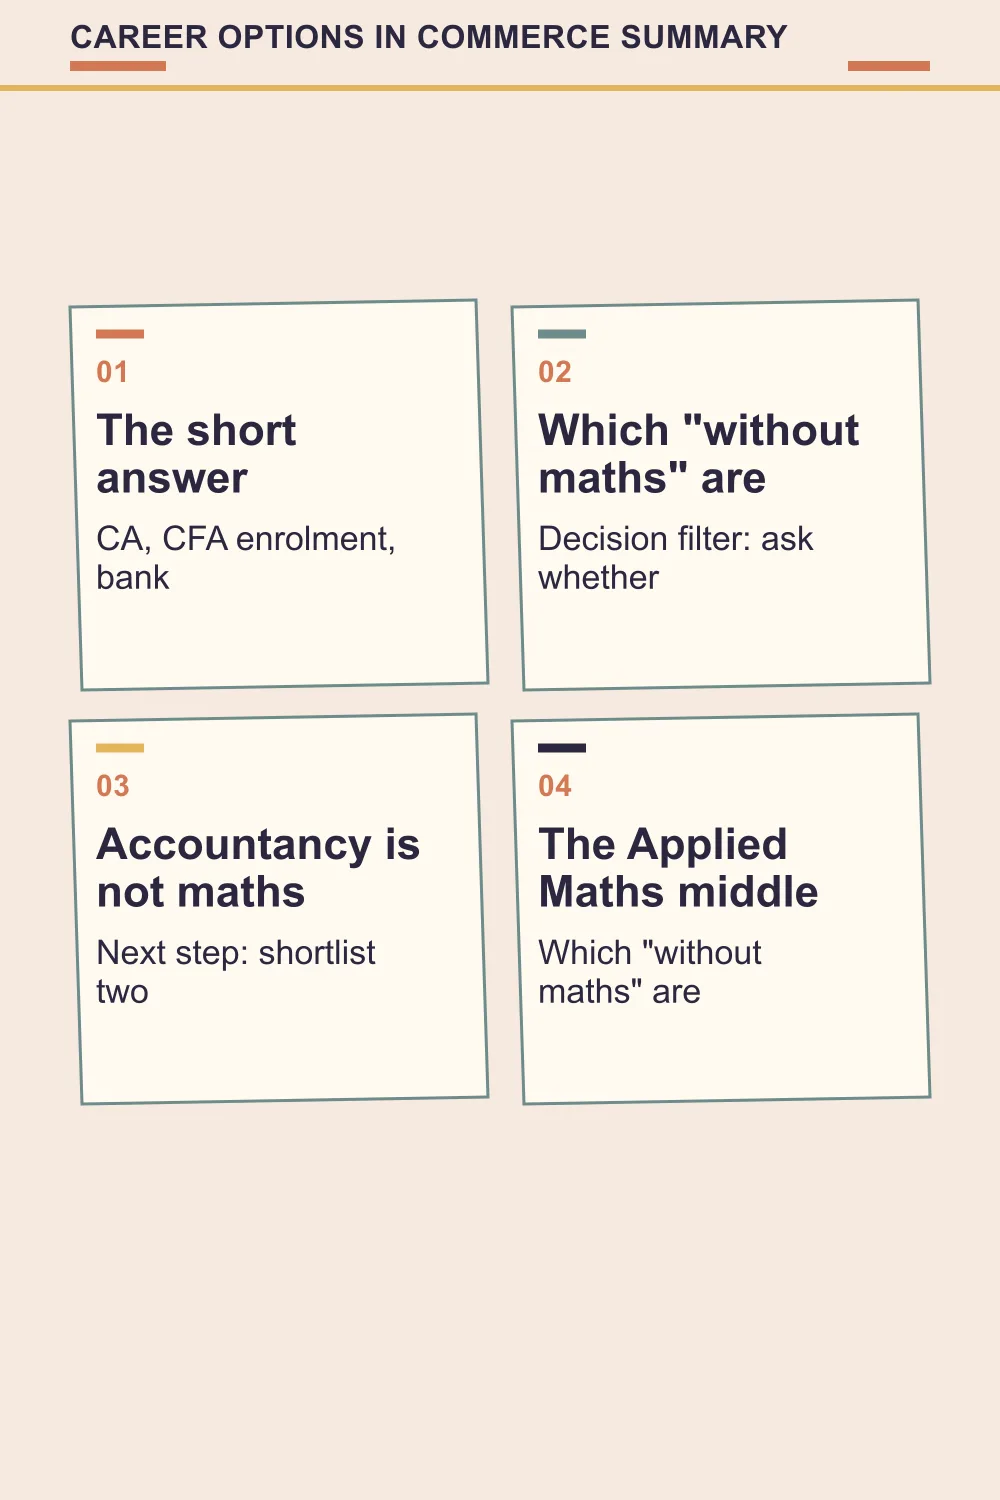 CAREER OPTIONS IN COMMERCE SUMMARY
01
The short
answer
CA, CFA enrolment,
bank
02
Which "without
maths" are
Decision filter: ask
whether
03
Accountancy is
not maths
Next step: shortlist
two
04
The Applied
Maths middle
Which "without
maths" are